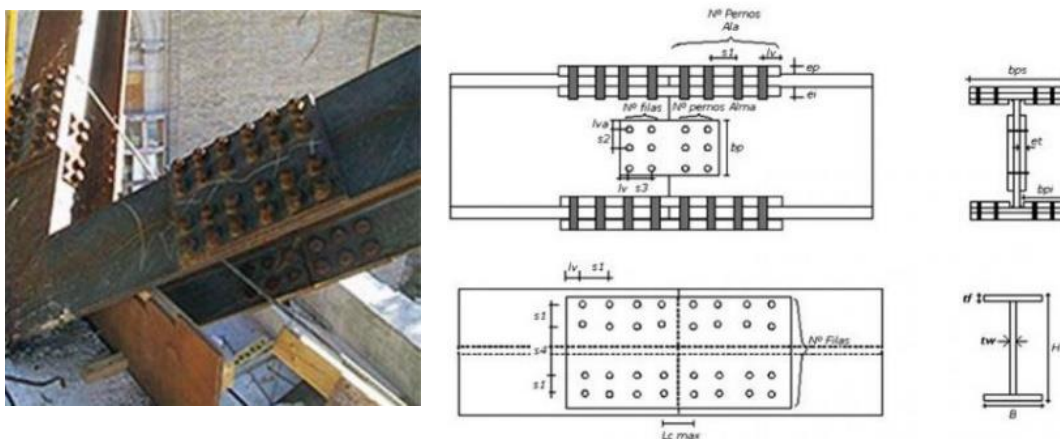 Nº Pernos
Ala
s1
lv
ep
ei
Nº filas
Nº pernos Alma
lva
s2
bp
lv
s3
bps
et
bpi
lv
s1
s1
s4
s1
Nº Filas
Lc max
tf
tw
H
B